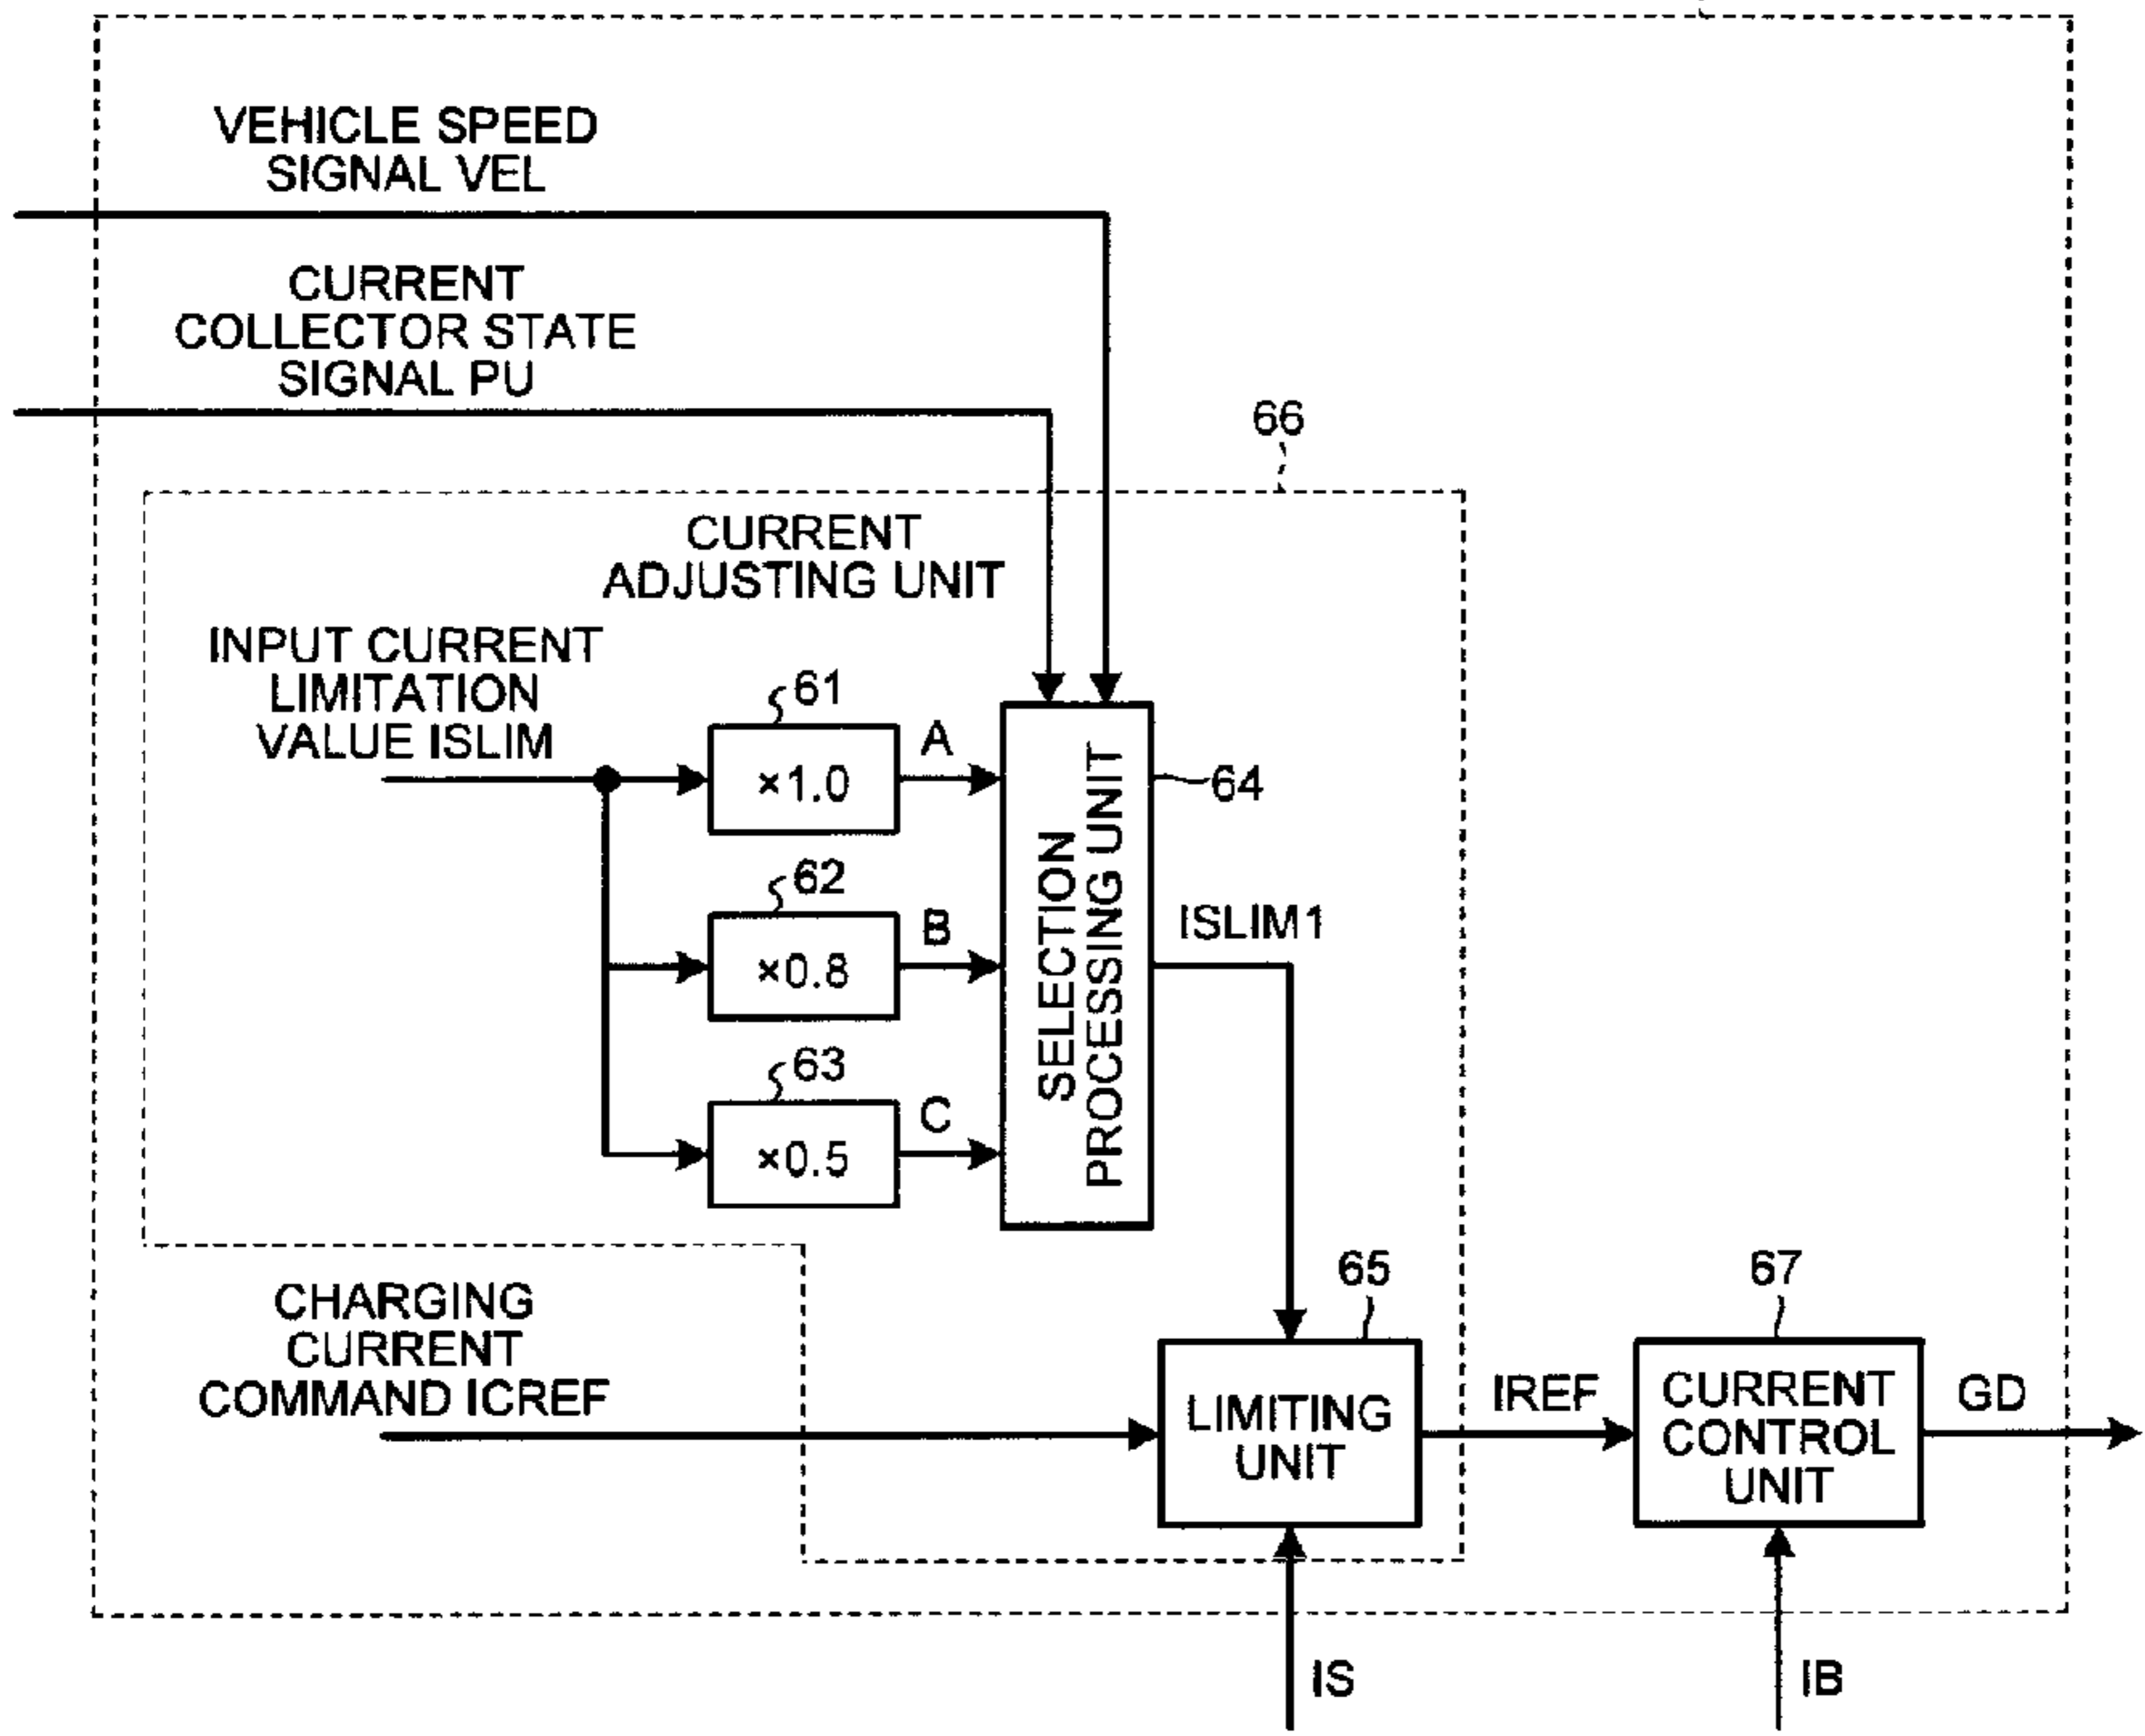 VEHICLE SPEED
SIGNAL VEL
CURRENT
COLLECTOR STATE
SIGNAL PU
66
CURRENT
ADJUSTING UNIT
INPUT CURRENT
LIMITATION
VALUE ISLIM
61
×1.0
A
62
×0.8
B
63
×0.5
C
SELECTION
PROCESSING UNIT
64
ISLIM1
CHARGING
CURRENT
COMMAND ICREF
65
LIMITING
UNIT
IREF
67
CURRENT
CONTROL
UNIT
GD
IS
IB